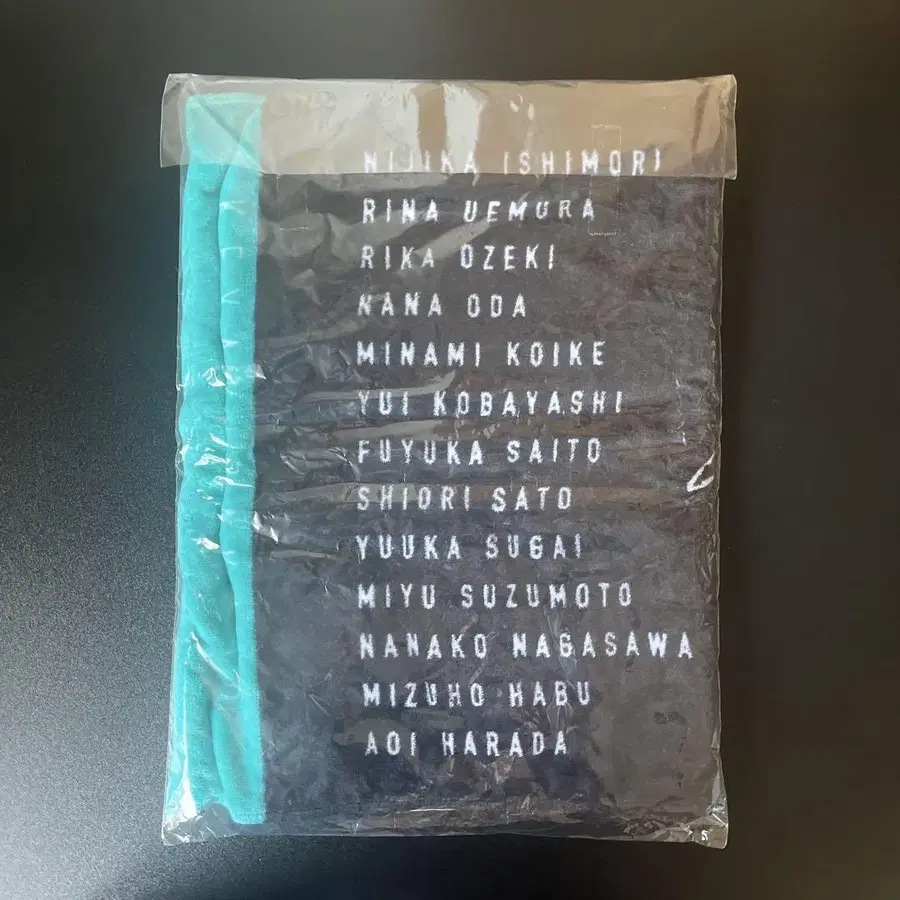 NIJIKA ISHIMORI
RINA UEMURA
RIKA OZEKI
NANA ODA
MINAMI KOIKE
YUI KOBAYASHI
FUYUKA SAITO
SHIORI SATO
YUUKA SUGAI
MIYU SUZUMOTO
NANAKO NAGASAWA
MIZUHO HABU
AOI HARADA